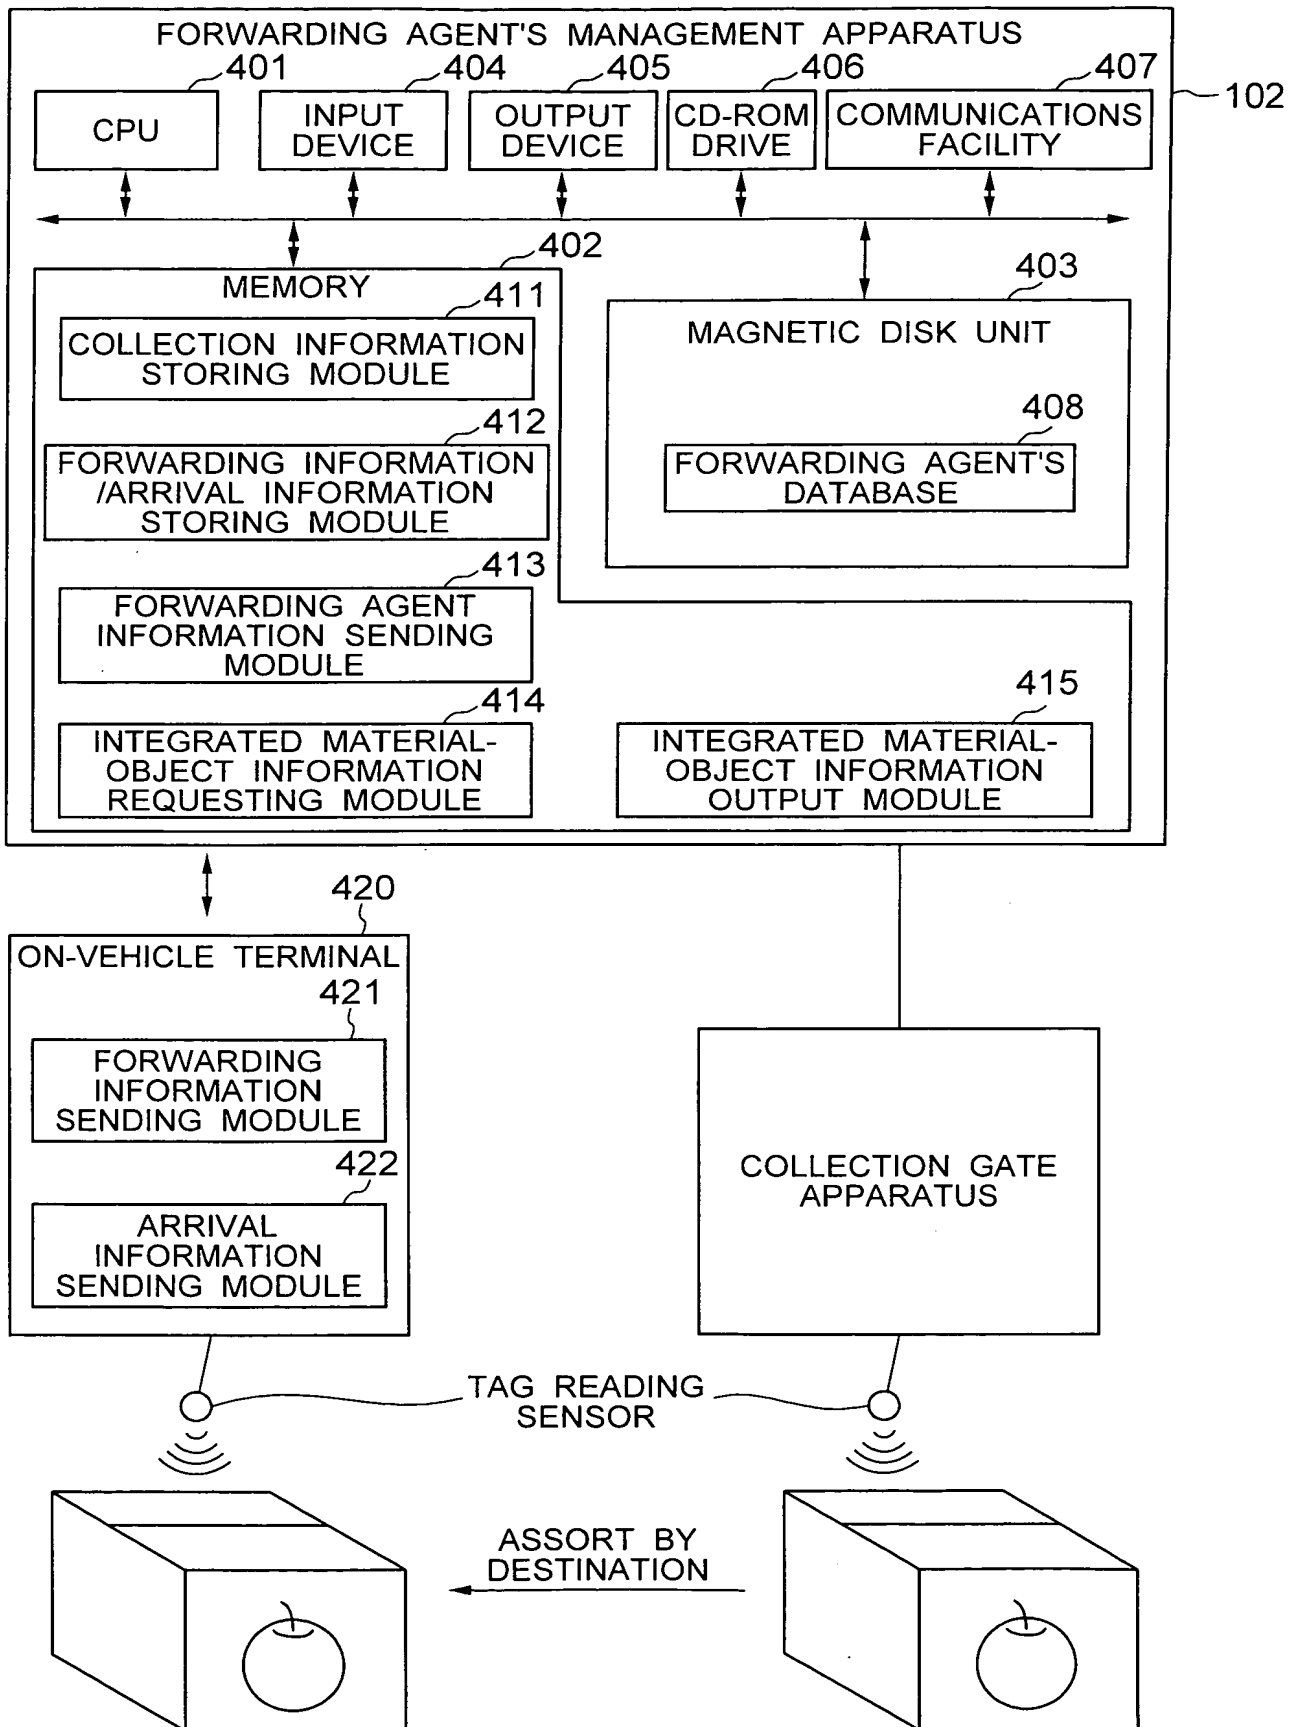 FORWARDING AGENT'S MANAGEMENT APPARATUS
401
404
405
406
407
102
CPU
INPUT
DEVICE
OUTPUT
DEVICE
CD-ROM
DRIVE
COMMUNICATIONS
FACILITY
402
MEMORY
411
COLLECTION INFORMATION
STORING MODULE
412
FORWARDING INFORMATION
/ARRIVAL INFORMATION
STORING MODULE
413
FORWARDING AGENT
INFORMATION SENDING
MODULE
414
INTEGRATED MATERIAL-
OBJECT INFORMATION
REQUESTING MODULE
403
MAGNETIC DISK UNIT
408
FORWARDING AGENT'S
DATABASE
415
INTEGRATED MATERIAL-
OBJECT INFORMATION
OUTPUT MODULE
420
ON-VEHICLE TERMINAL
421
FORWARDING
INFORMATION
SENDING MODULE
422
ARRIVAL
INFORMATION
SENDING MODULE
COLLECTION GATE
APPARATUS
TAG READING
SENSOR
ASSORT BY
DESTINATION